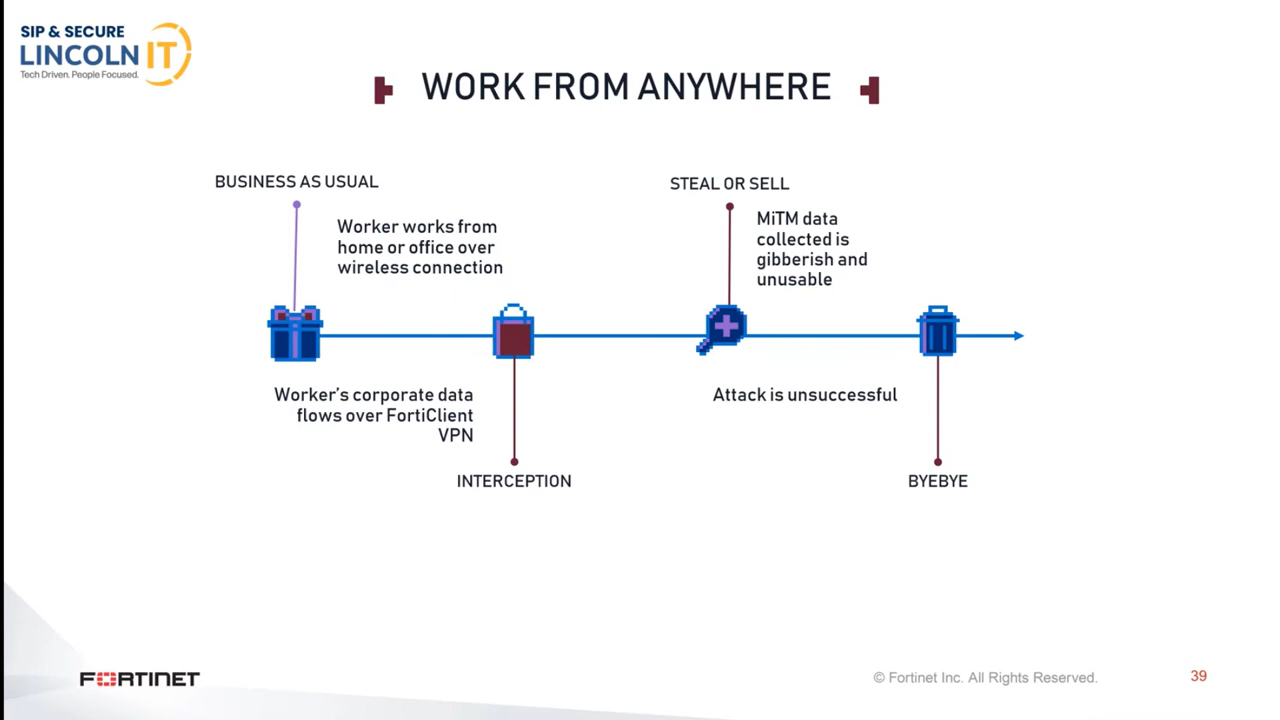 SIP & SECURE
LINCOLN IT
Tech Driven. People Focused.
WORK FROM ANYWHERE
BUSINESS AS USUAL
Worker works from
home or office over
wireless connection
STEAL OR SELL
MiTM data
collected is
gibberish and
unusable
Worker’s corporate data
flows over FortiClient
VPN
INTERCEPTION
Attack is unsuccessful
BYEBYE
FORTINET
© Fortinet Inc. All Rights Reserved.
39